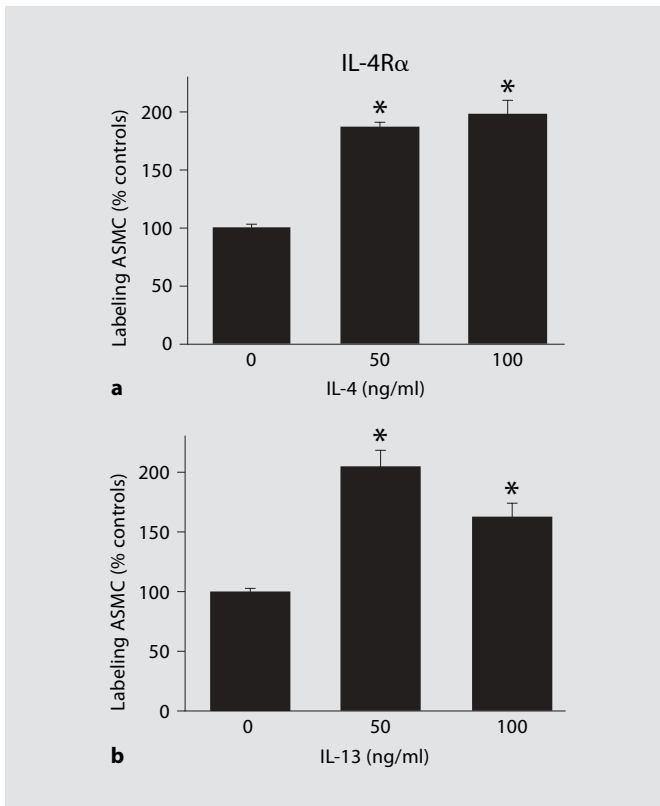 IL-4Rα
Labeling ASMC (% controls)
200
150
100
50
0
*
*
0 50 100
IL-4 (ng/ml)
a
Labeling ASMC (% controls)
200
150
100
50
0
*
*
0 50 100
IL-13 (ng/ml)
b